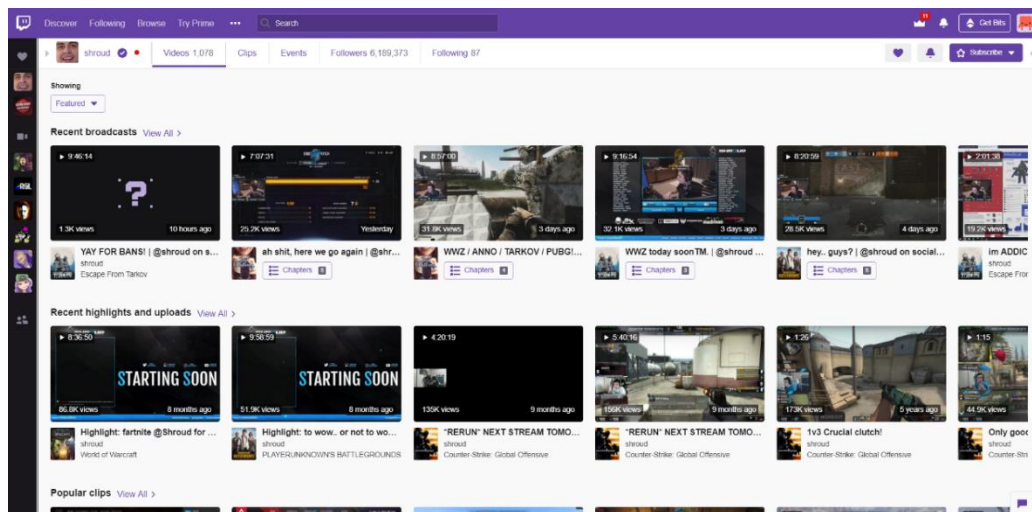 Discover Following Browse Try Prime ••• Search 11 Get Bits
shroud Videos 1,078 Clips Events Followers 6,189,373 Following 87 Subscribe
Showing
Featured
Recent broadcasts View All >
9:46:14 7:07:31 8:57:00 9:16:54 8:20:59 2:01:38
1.3K views 10 hours ago 25.2K views Yesterday 31.8K views 3 days ago 32.1K views 3 days ago 28.5K views 4 days ago 19.2K views
YAY FOR BANS! | @shroud on s... ah shit, here we go again | @shr... WWZ / ANNO / TARKOV / PUBG!... WWZ today soonTM. | @shroud ... hey.. guys? | @shroud on social... im ADDIC
shroud Chapters Chapters 4 Chapters Chapters shroud
Escape From Tarkov Escape Fror
Recent highlights and uploads View All >
8:36:50 9:58:59 4:20:19 5:40:16 1:26 1:15
STARTING SOON STARTING SOON
86.8K views 8 months ago 51.9K views 8 months ago 135K views 9 months ago 156K views 9 months ago 173K views 5 years ago 44.9K views
Highlight: fartnite @Shroud for ... Highlight: to wow.. or not to wo... *RERUN* NEXT STREAM TOMO... *RERUN* NEXT STREAM TOMO... 1v3 Crucial clutch! Only good
shroud shroud shroud shroud shroud shroud
World of Warcraft PLAYERUNKNOWN'S BATTLEGROUNDS Counter-Strike: Global Offensive Counter-Strike: Global Offensive Counter-Strike: Global Offensive Counter-Stri
Popular clips View All >